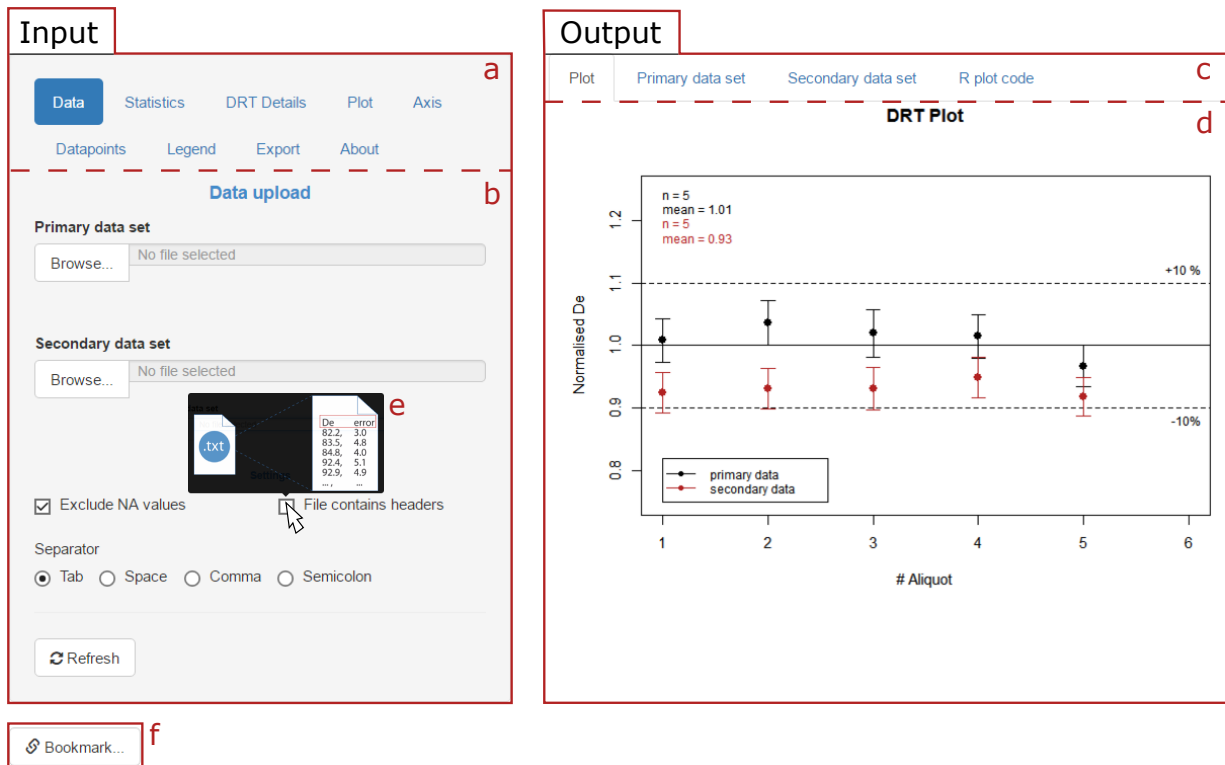 Input
a
Data Statistics DRT Details Plot Axis
Datapoints Legend Export About
b
Data upload
Primary data set
Browse... No file selected
Secondary data set
Browse... No file selected
e
.txt
De error
82.2, 3.0
83.5, 4.8
84.8, 4.0
92.4, 5.1
92.9, 4.9
... , ...
Settings
Exclude NA values File contains headers
Separator
Tab Space Comma Semicolon
Refresh
Bookmark... f
Output
Plot Primary data set Secondary data set R plot code c
d
DRT Plot
n = 5
mean = 1.01
n = 5
mean = 0.93
+10 %
-10%
Normalised De
1.2
1.1
1.0
0.9
0.8
primary data
secondary data
1 2 3 4 5 6
# Aliquot